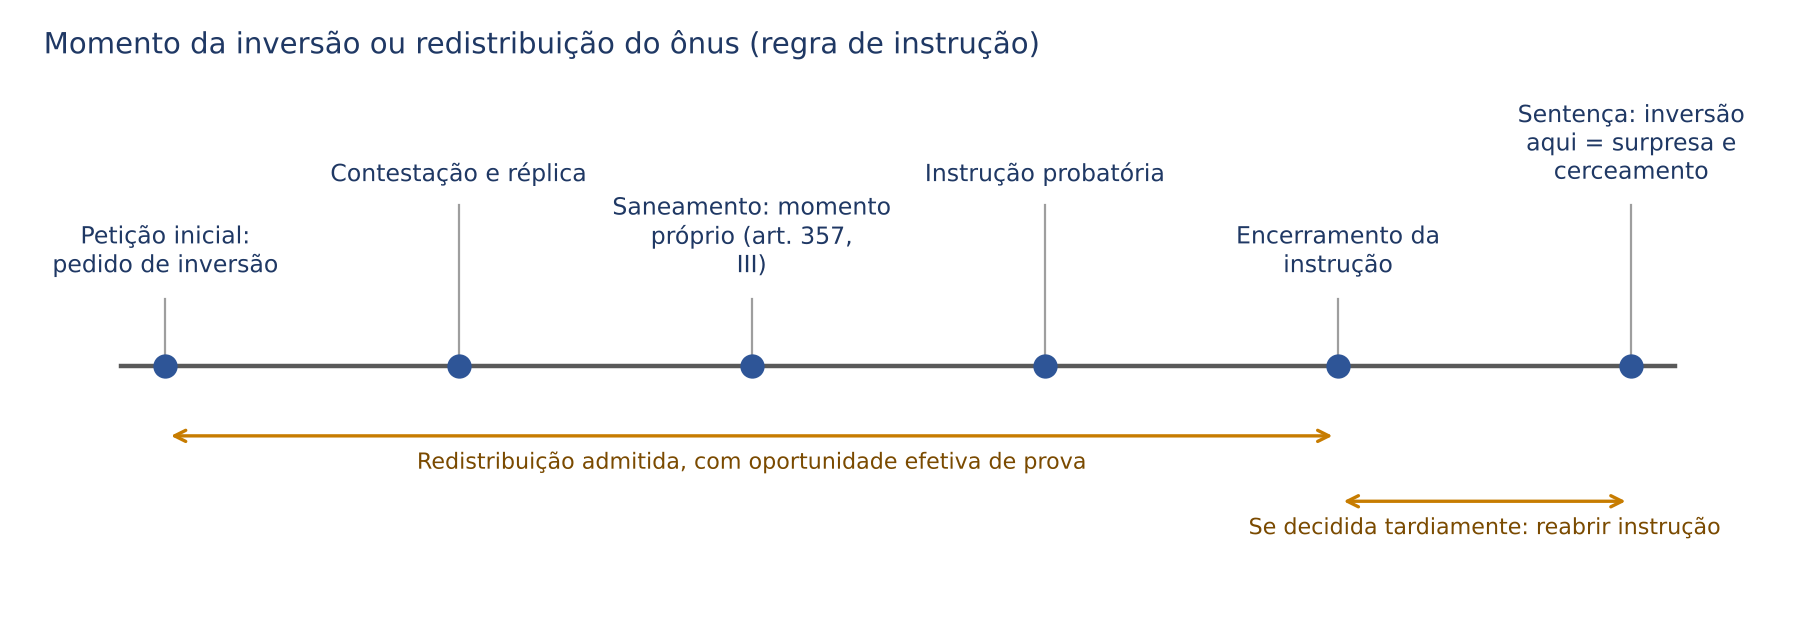 Momento da inversão ou redistribuição do ônus (regra de instrução)
Petição inicial:
pedido de inversão
Contestação e réplica
Saneamento: momento
próprio (art. 357,
III)
Instrução probatória
Encerramento da
instrução
Sentença: inversão
aqui = surpresa e
cerceamento
Redistribuição admitida, com oportunidade efetiva de prova
Se decidida tardiamente: reabrir instrução